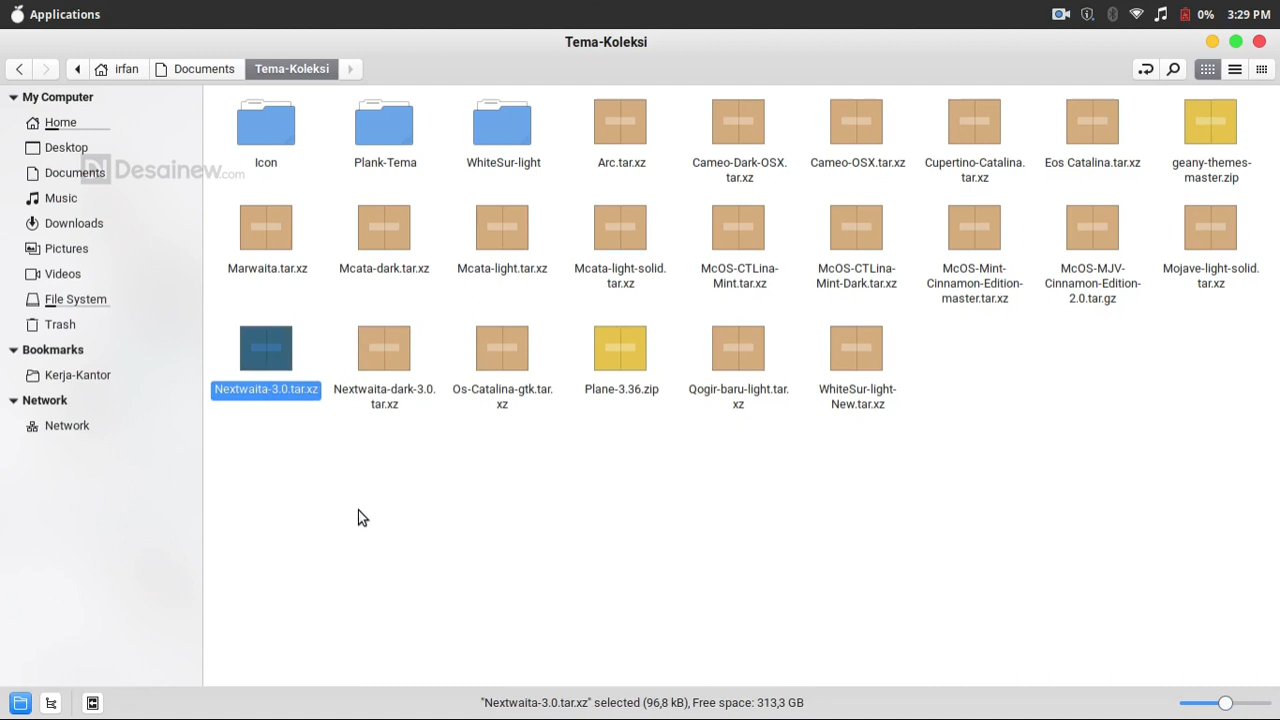 Applications
0%
3:29 PM
Tema-Koleksi
irfan
Documents
Tema-Koleksi
My Computer
Home
Desktop
Documents
Music
Downloads
Pictures
Videos
File System
Trash
Bookmarks
Kerja-Kantor
Network
Network
Desainew.com
Icon
Plank-Tema
WhiteSur-light
Arc.tar.xz
Cameo-Dark-OSX.
tar.xz
Cameo-OSX.tar.xz
Cupertino-Catalina.
tar.xz
Eos Catalina.tar.xz
geany-themes-
master.zip
Marwaita.tar.xz
Mcata-dark.tar.xz
Mcata-light.tar.xz
Mcata-light-solid.
tar.xz
McOS-CTLina-
Mint.tar.xz
McOS-CTLina-
Mint-Dark.tar.xz
McOS-Mint-
Cinnamon-Edition-
master.tar.xz
McOS-MJV-
Cinnamon-Edition-
2.0.tar.gz
Mojave-light-solid.
tar.xz
Nextwaita-3.0.tar.xz
Nextwaita-dark-3.0.
tar.xz
Os-Catalina-gtk.tar.
xz
Plane-3.36.zip
Qogir-baru-light.tar.
xz
WhiteSur-light-
New.tar.xz
"Nextwaita-3.0.tar.xz" selected (96,8 kB), Free space: 313,3 GB